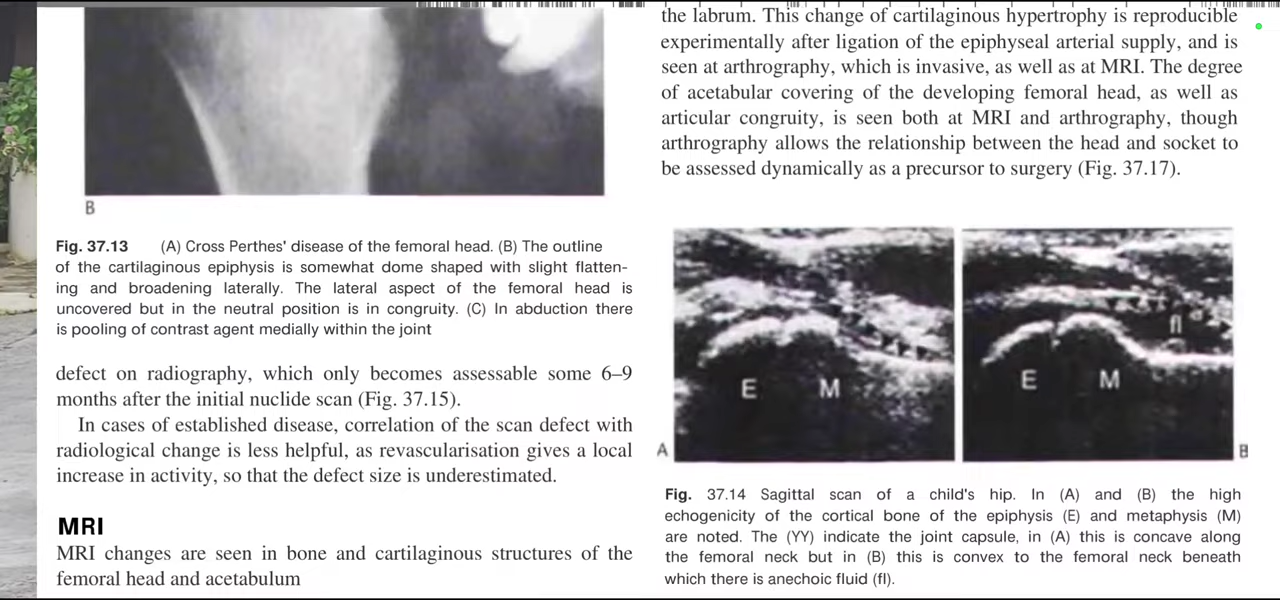 B
Fig. 37.13 (A) Cross Perthes' disease of the femoral head. (B) The outline
of the cartilaginous epiphysis is somewhat dome shaped with slight flatten-
ing and broadening laterally. The lateral aspect of the femoral head is
uncovered but in the neutral position is in congruity. (C) In abduction there
is pooling of contrast agent medially within the joint
defect on radiography, which only becomes assessable some 6–9
months after the initial nuclide scan (Fig. 37.15).
In cases of established disease, correlation of the scan defect with
radiological change is less helpful, as revascularisation gives a local
increase in activity, so that the defect size is underestimated.
MRI
MRI changes are seen in bone and cartilaginous structures of the
femoral head and acetabulum
the labrum. This change of cartilaginous hypertrophy is reproducible
experimentally after ligation of the epiphyseal arterial supply, and is
seen at arthrography, which is invasive, as well as at MRI. The degree
of acetabular covering of the developing femoral head, as well as
articular congruity, is seen both at MRI and arthrography, though
arthrography allows the relationship between the head and socket to
be assessed dynamically as a precursor to surgery (Fig. 37.17).
fl
E M E M
A B
Fig. 37.14 Sagittal scan of a child's hip. In (A) and (B) the high
echogenicity of the cortical bone of the epiphysis (E) and metaphysis (M)
are noted. The (YY) indicate the joint capsule, in (A) this is concave along
the femoral neck but in (B) this is convex to the femoral neck beneath
which there is anechoic fluid (fl).